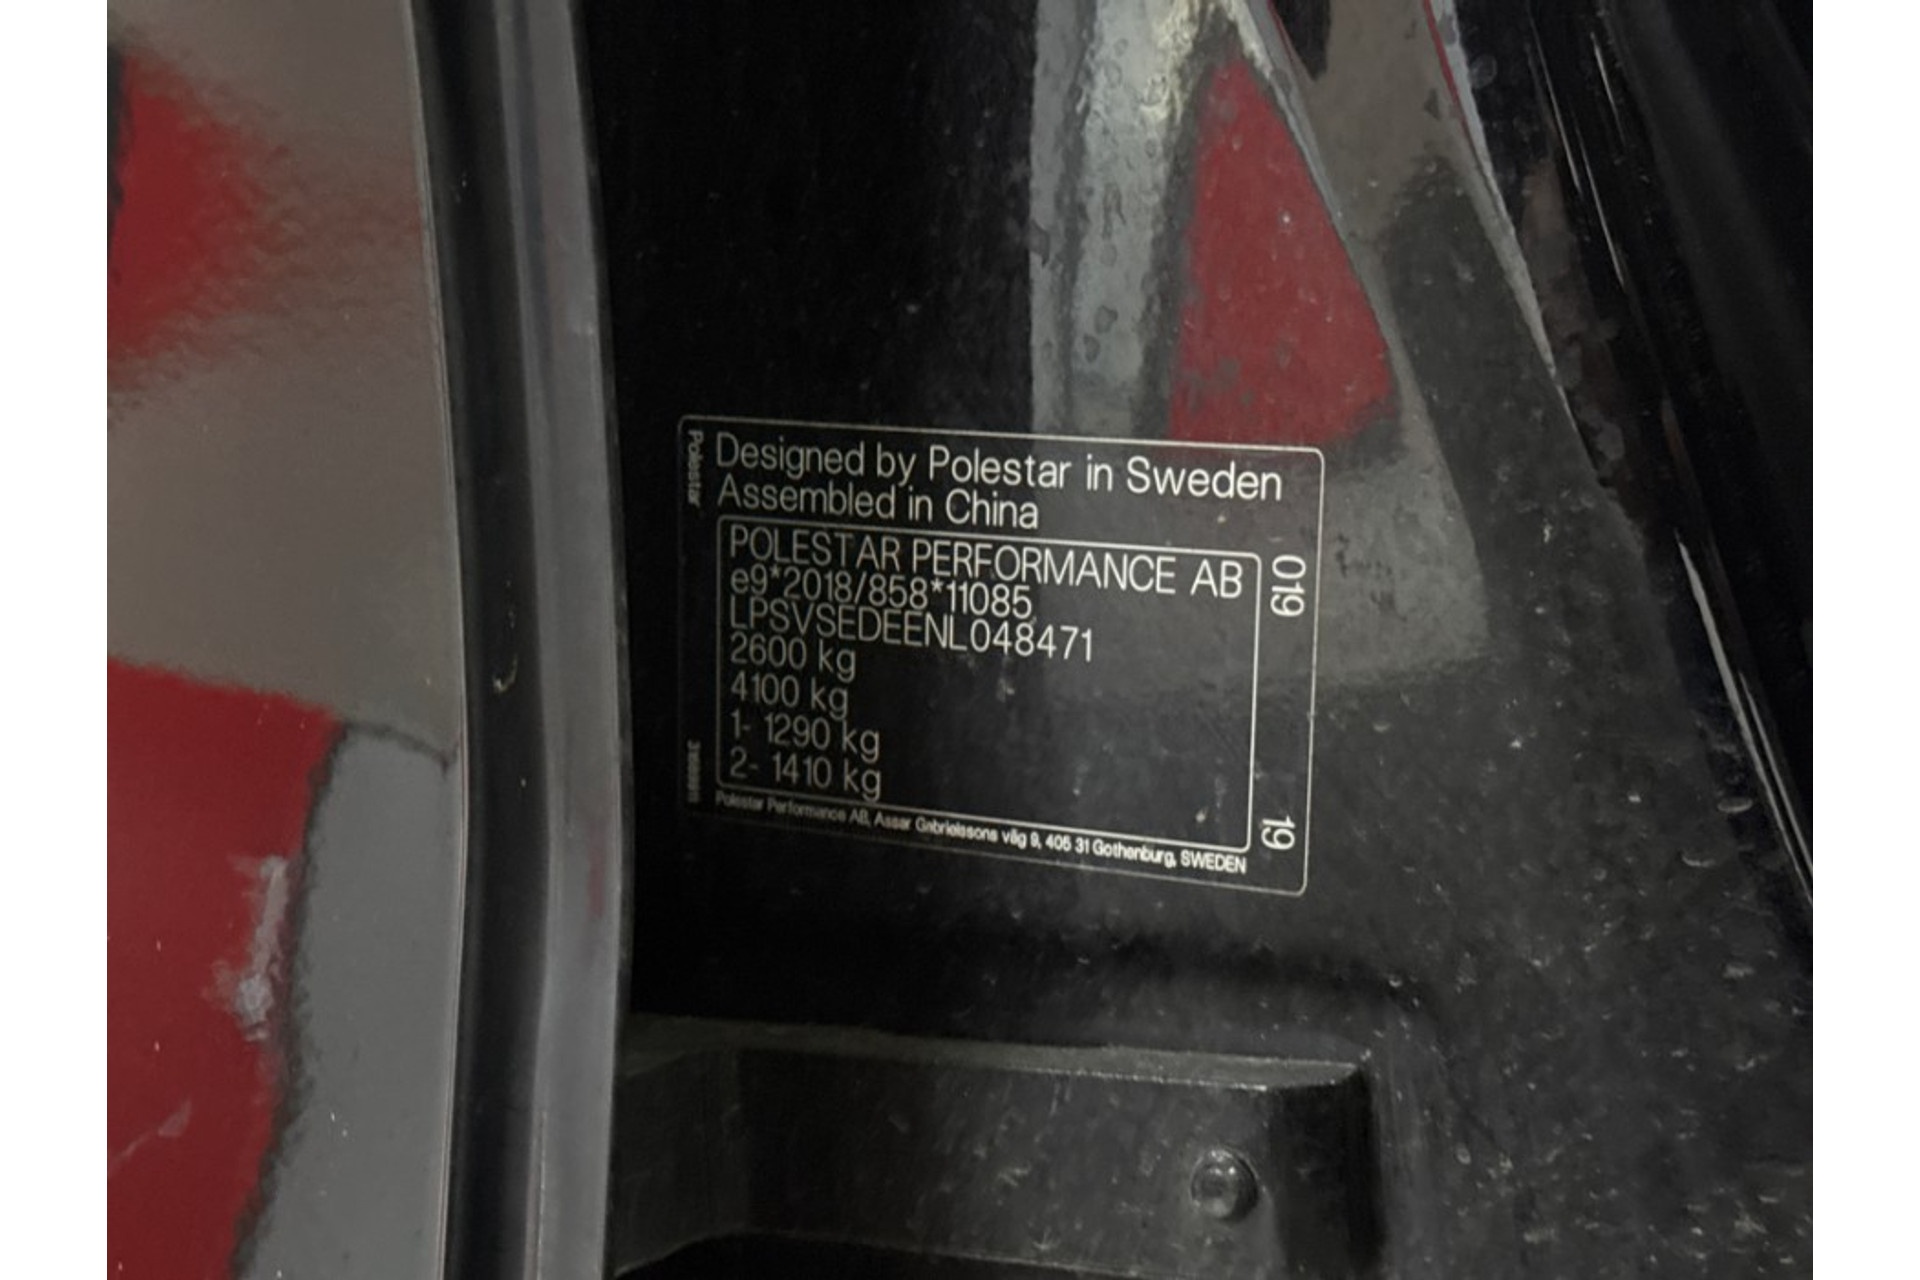 Polestar
Designed by Polestar in Sweden
Assembled in China
POLESTAR PERFORMANCE AB
e9*2018/858*11085
LPSVSEDEENL048471
2600 kg
4100 kg
1- 1290 kg
2- 1410 kg
019
19
Polestar Performance AB, Assar Gabrielssons väg 9, 405 31 Gothenburg, SWEDEN